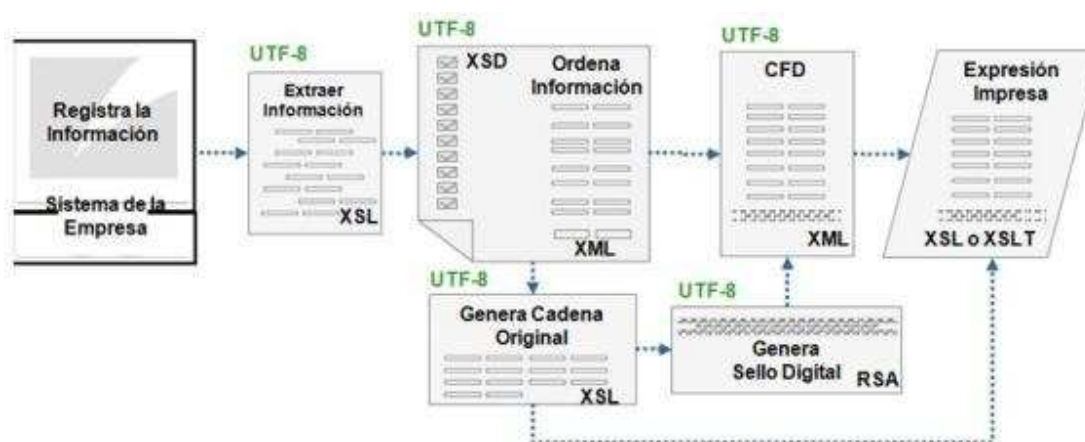 Registra la
Información
Sistema de la
Empresa
UTF-8
Extraer
Información
XSL
UTF-8
XSD
Ordena
Información
XML
UTF-8
CFD
XML
Expresión
Impresa
XSL o XSLT
UTF-8
Genera Cadena
Original
XSL
UTF-8
Genera
Sello Digital
RSA